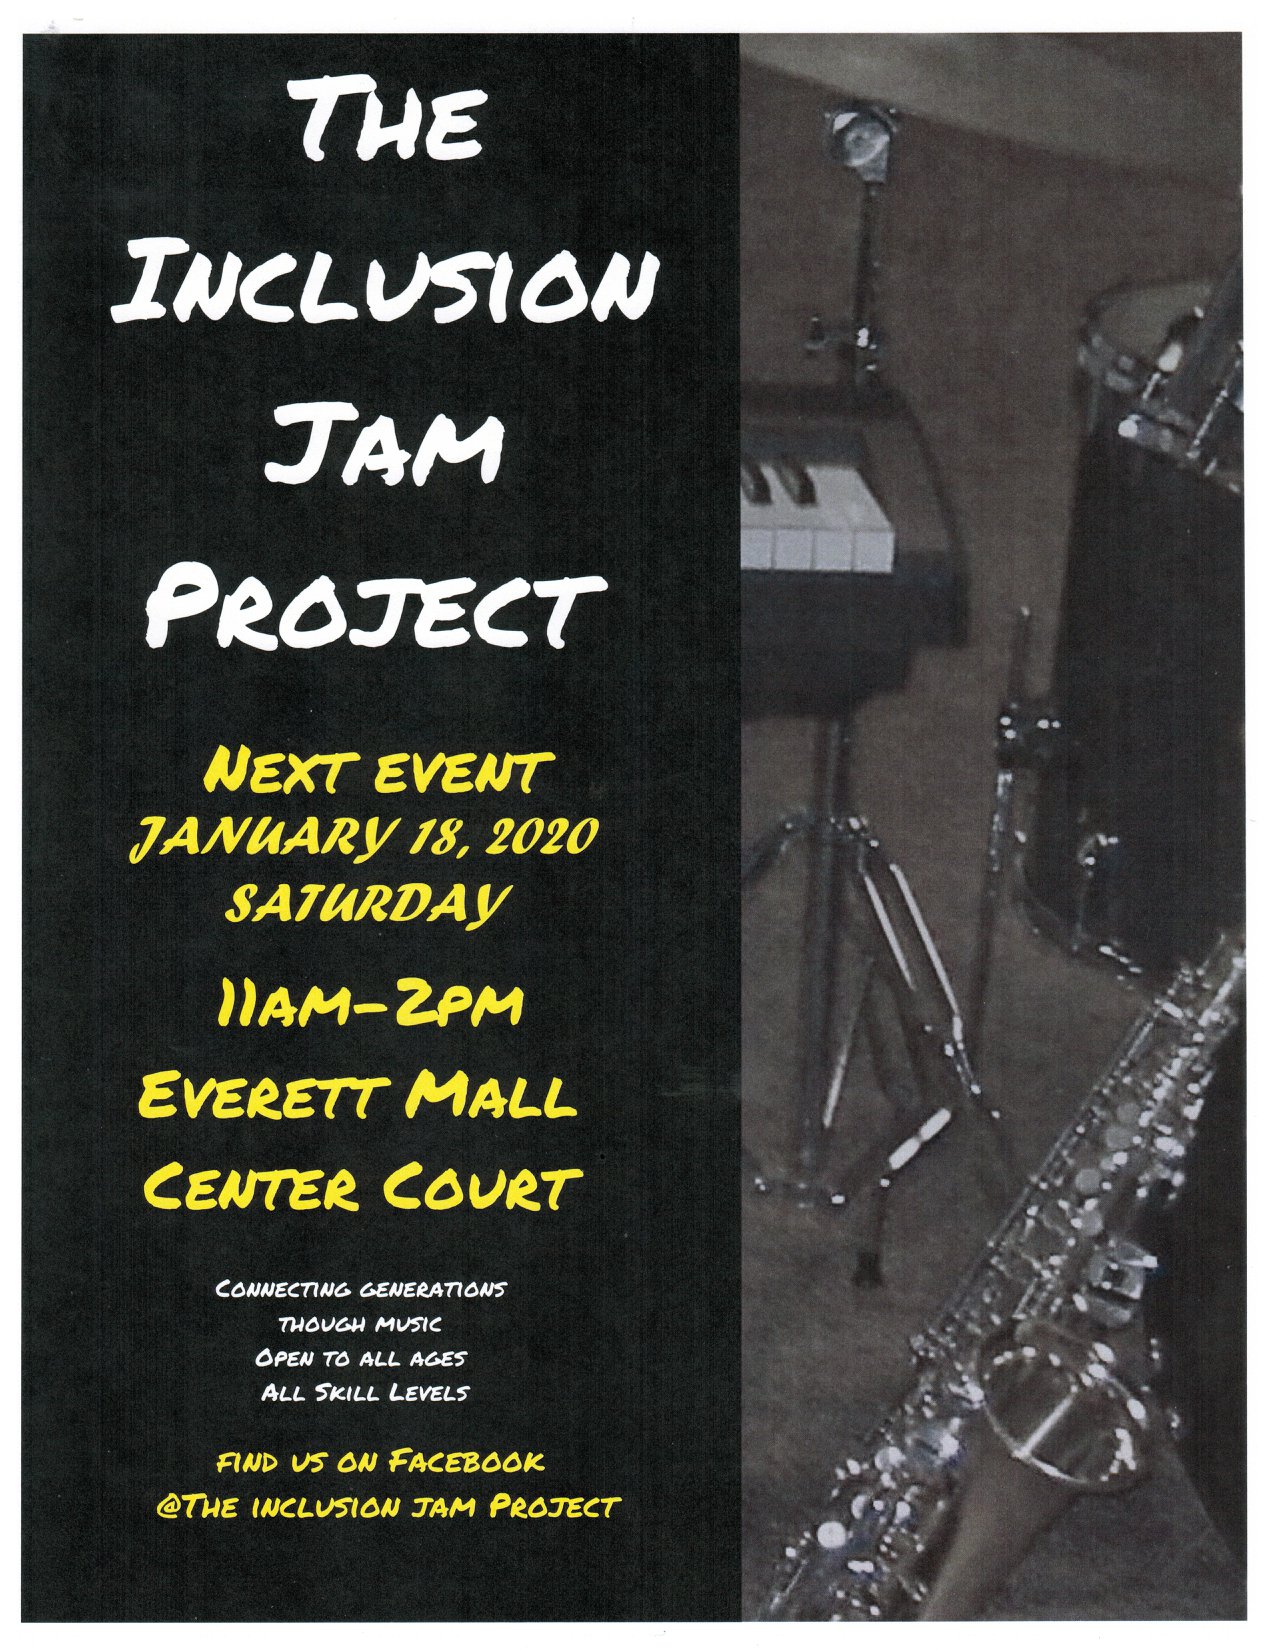 The
Inclusion
Jam
Project
Next event
JANUARY 18, 2020
SATURDAY
11am-2pm
Everett Mall
Center Court
Connecting generations
though music
Open to all ages
All Skill Levels
find us on Facebook
@The inclusion jam Project